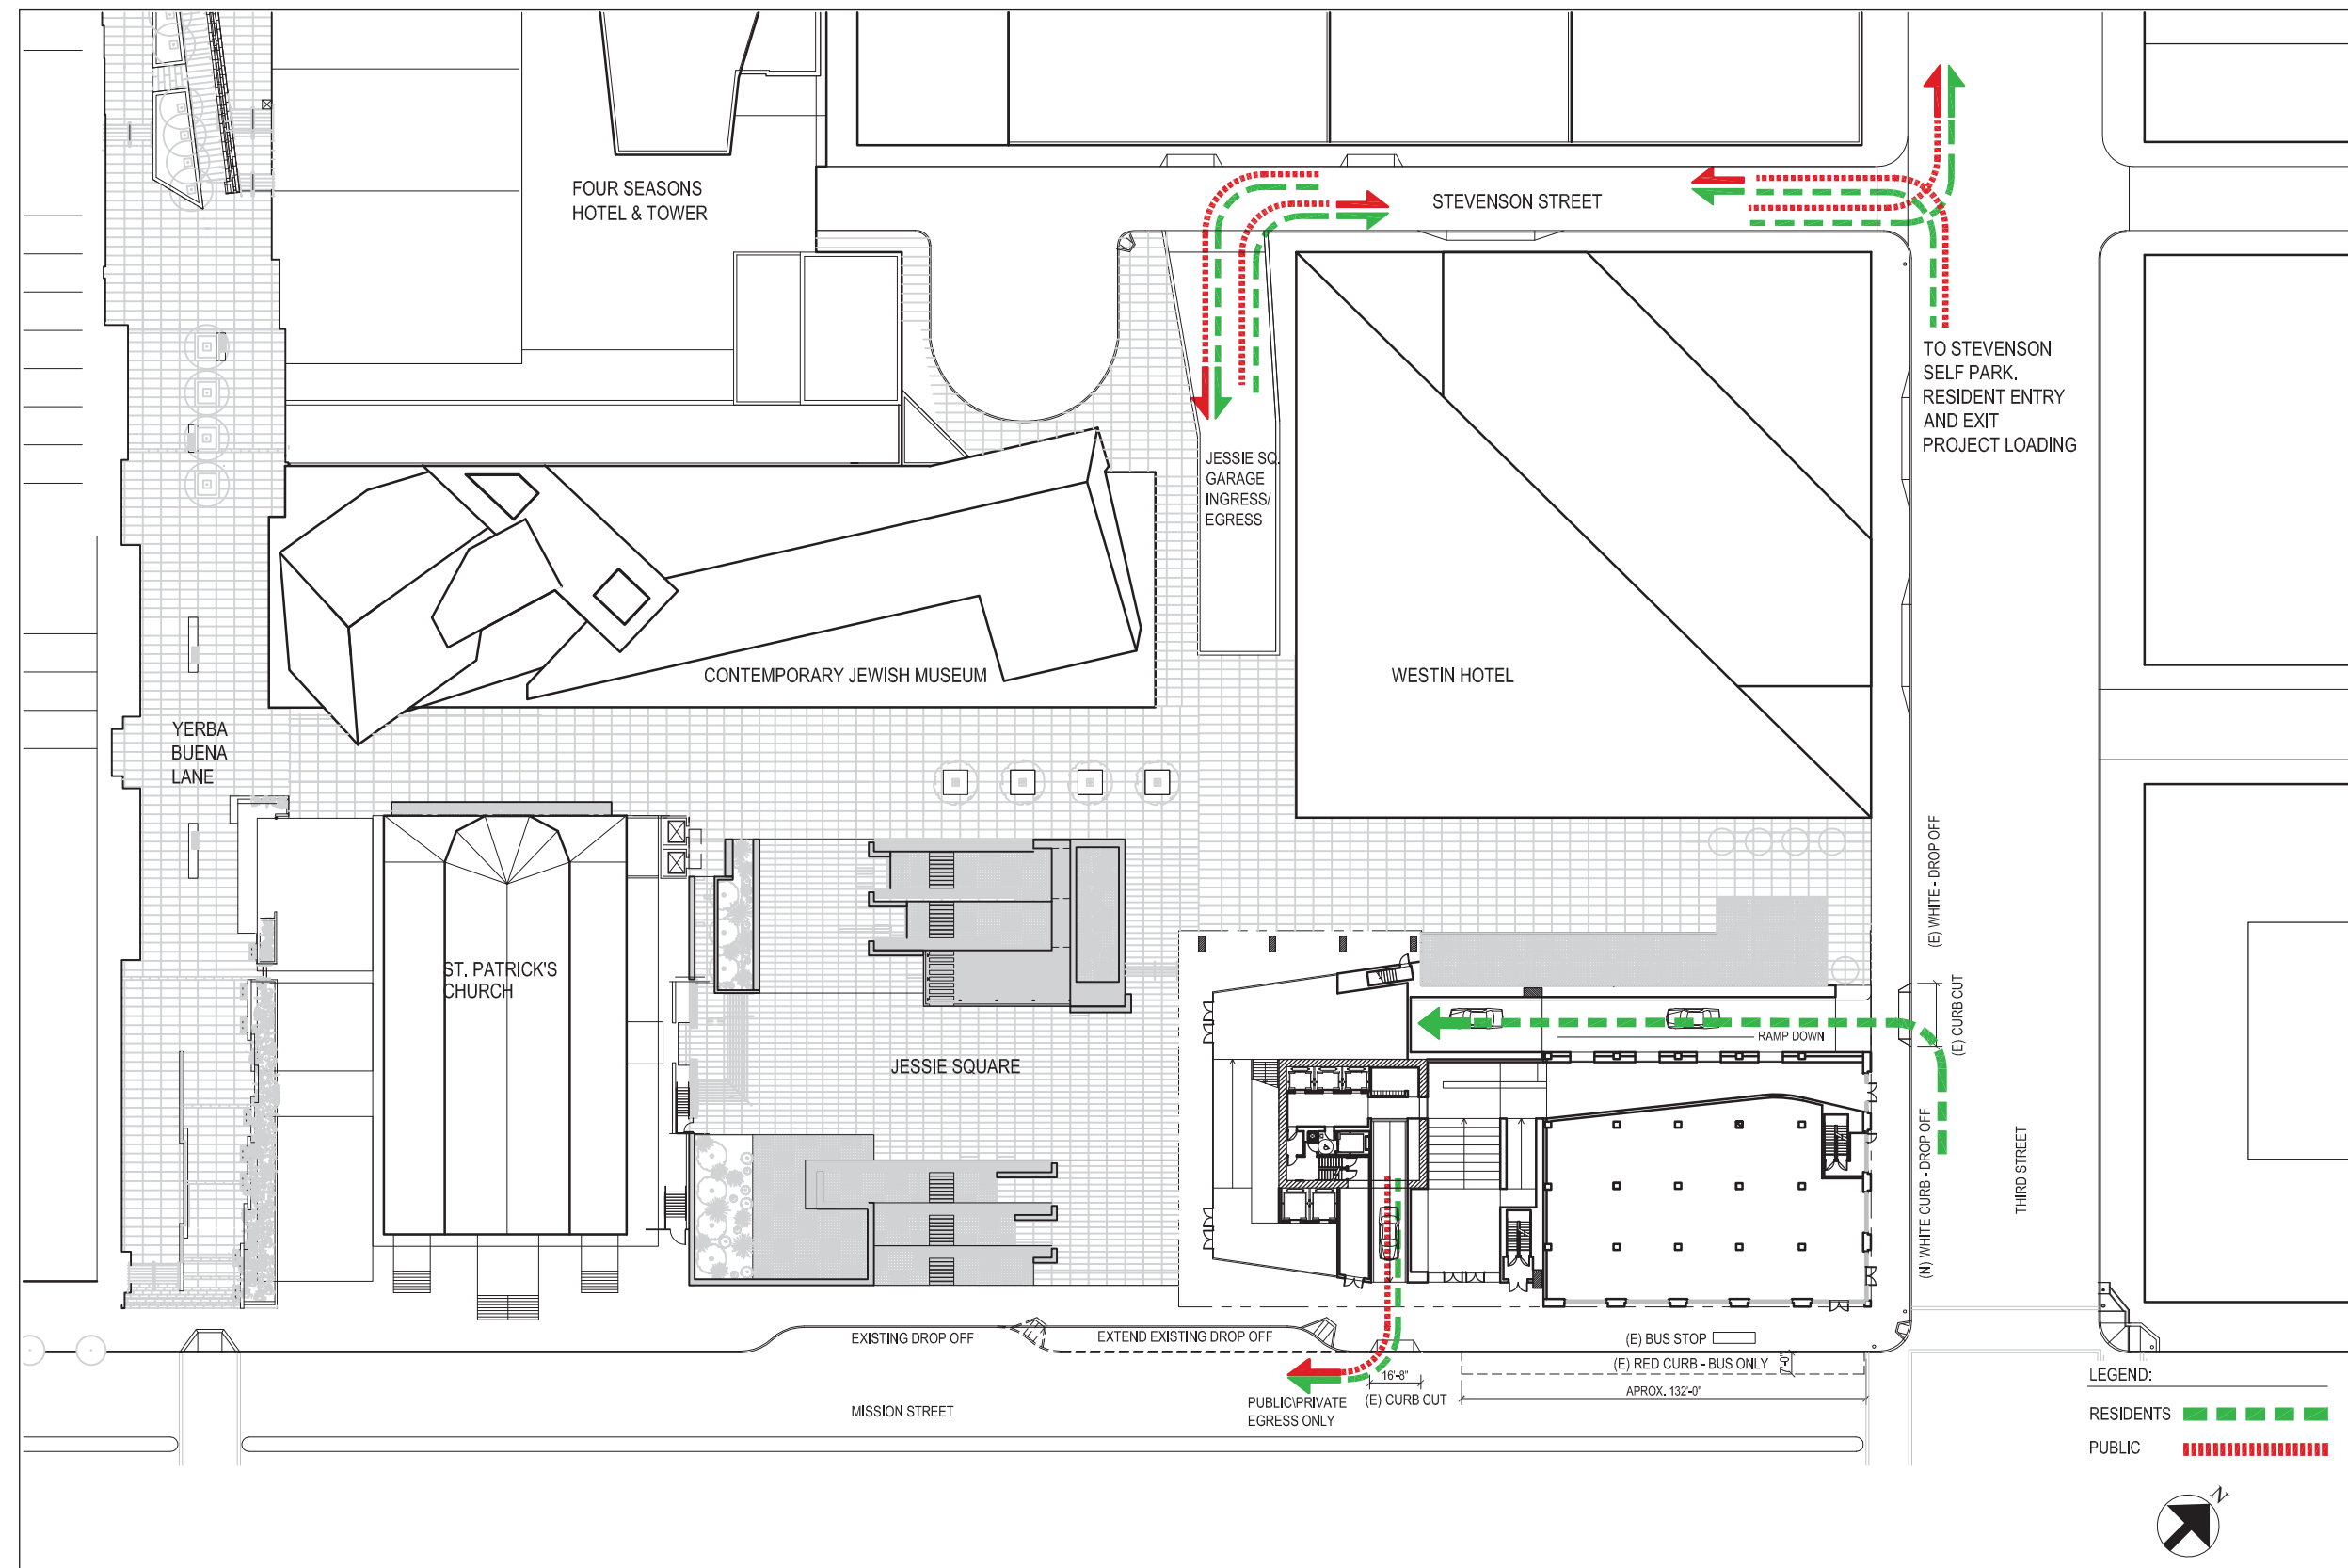 FOUR SEASONS
HOTEL & TOWER
STEVENSON STREET
TO STEVENSON
SELF PARK,
RESIDENT ENTRY
AND EXIT
PROJECT LOADING
JESSIE SQ.
GARAGE
INGRESS/
EGRESS
CONTEMPORARY JEWISH MUSEUM
WESTIN HOTEL
YERBA
BUENA
LANE
(E) WHITE - DROP OFF
ST. PATRICK'S
CHURCH
(E) CURB CUT
RAMP DOWN
JESSIE SQUARE
(N) WHITE CURB - DROP OFF
THIRD STREET
EXISTING DROP OFF
EXTEND EXISTING DROP OFF
(E) BUS STOP
(E) RED CURB - BUS ONLY
7'-0"
16'-8"
(E) CURB CUT
APROX. 132'-0"
PUBLIC\PRIVATE
EGRESS ONLY
MISSION STREET
LEGEND:
RESIDENTS
PUBLIC
N